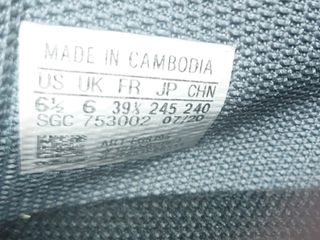 MADE IN CAMBODIA
US UK FR JP CHN
6½ 6 39⅓ 245 240
SGC 753002 07/20